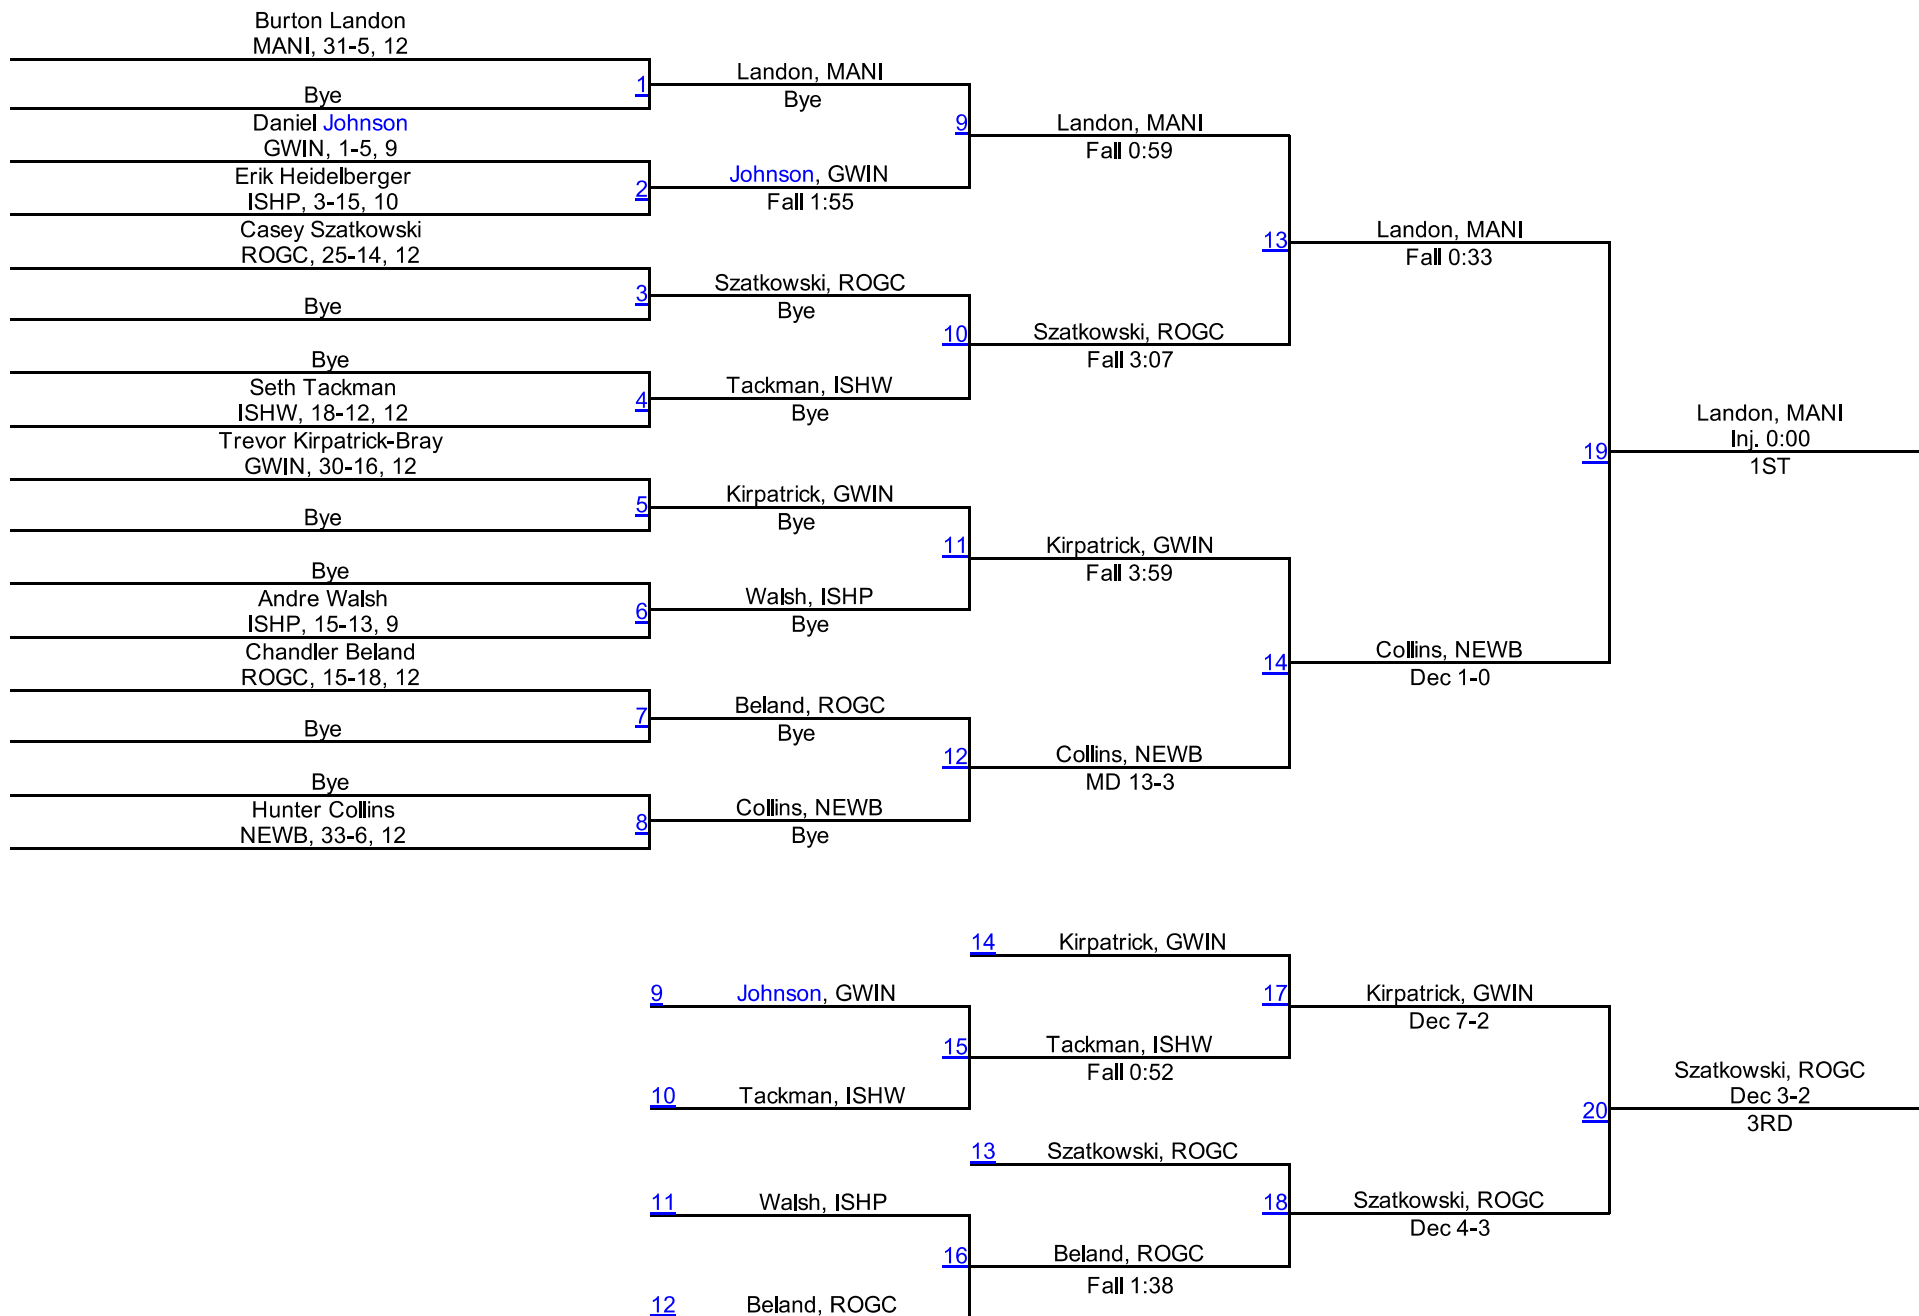 Burton Landon
MANI, 31-5, 12
Bye
1
Daniel Johnson
GWIN, 1-5, 9
Erik Heidelberger
ISHP, 3-15, 10
2
Casey Szatkowski
ROGC, 25-14, 12
Bye
3
Bye
Seth Tackman
ISHW, 18-12, 12
4
Trevor Kirpatrick-Bray
GWIN, 30-16, 12
Bye
5
Bye
Andre Walsh
ISHP, 15-13, 9
6
Chandler Beland
ROGC, 15-18, 12
Bye
7
Bye
Hunter Collins
NEWB, 33-6, 12
8
Landon, MANI
Bye
9
Johnson, GWIN
Fall 1:55
Szatkowski, ROGC
Bye
10
Tackman, ISHW
Bye
Kirpatrick, GWIN
Bye
11
Walsh, ISHP
Bye
Beland, ROGC
Bye
12
Collins, NEWB
Bye
Landon, MANI
Fall 0:59
13
Szatkowski, ROGC
Fall 3:07
Kirpatrick, GWIN
Fall 3:59
14
Collins, NEWB
MD 13-3
Landon, MANI
Fall 0:33
19
Collins, NEWB
Dec 1-0
Landon, MANI
Inj. 0:00
1ST
14 Kirpatrick, GWIN
9 Johnson, GWIN
17
Kirpatrick, GWIN
Dec 7-2
15
Tackman, ISHW
Fall 0:52
10 Tackman, ISHW
20
Szatkowski, ROGC
Dec 3-2
3RD
13 Szatkowski, ROGC
11 Walsh, ISHP
18
Szatkowski, ROGC
Dec 4-3
16
Beland, ROGC
Fall 1:38
12 Beland, ROGC